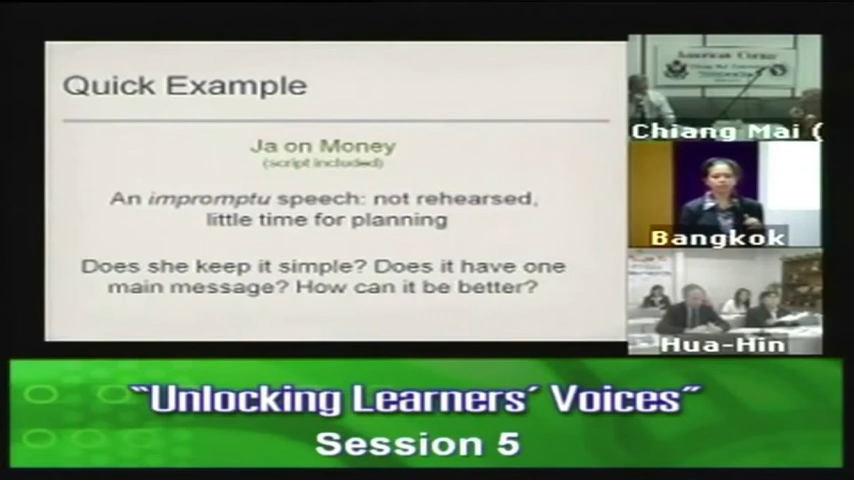 Quick Example
Ja on Money
(script included)
An impromptu speech: not rehearsed,
little time for planning
Does she keep it simple? Does it have one
main message? How can it be better?
American Corner
Chiang Mai (
Bangkok
Hua-Hin
"Unlocking Learners´ Voices"
Session 5